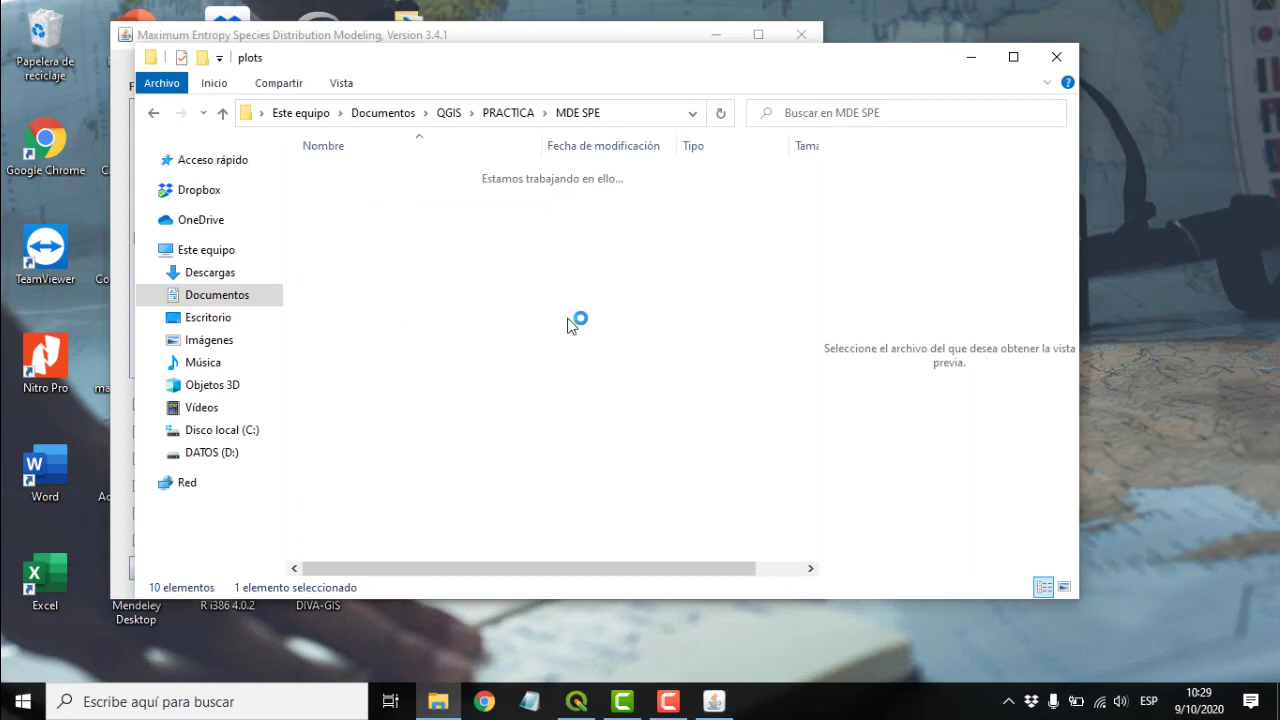 Maximum Entropy Species Distribution Modeling, Version 3.4.1
plots
Archivo
Inicio
Compartir
Vista
Este equipo
Documentos
QGIS
PRACTICA
MDE SPE
Buscar en MDE SPE
Nombre
Fecha de modificación
Tipo
Tama
Estamos trabajando en ello...
Acceso rápido
Dropbox
OneDrive
Este equipo
Descargas
Documentos
Escritorio
Imágenes
Música
Objetos 3D
Vídeos
Disco local (C:)
DATOS (D:)
Red
Seleccione el archivo del que desea obtener la vista
previa.
10 elementos
1 elemento seleccionado
Papelera de
reciclaje
Google Chrome
TeamViewer
Nitro Pro
Word
Excel
Mendeley
Desktop
R i386 4.0.2
DIVA-GIS
Escribe aquí para buscar
ESP
10:29
9/10/2020